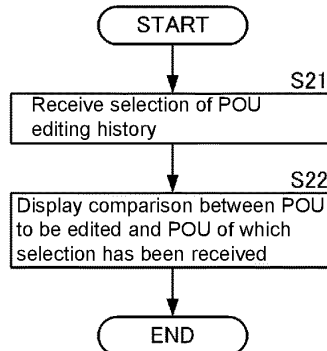 START
S21
Receive selection of POU
editing history
S22
Display comparison between POU
to be edited and POU of which
selection has been received
END